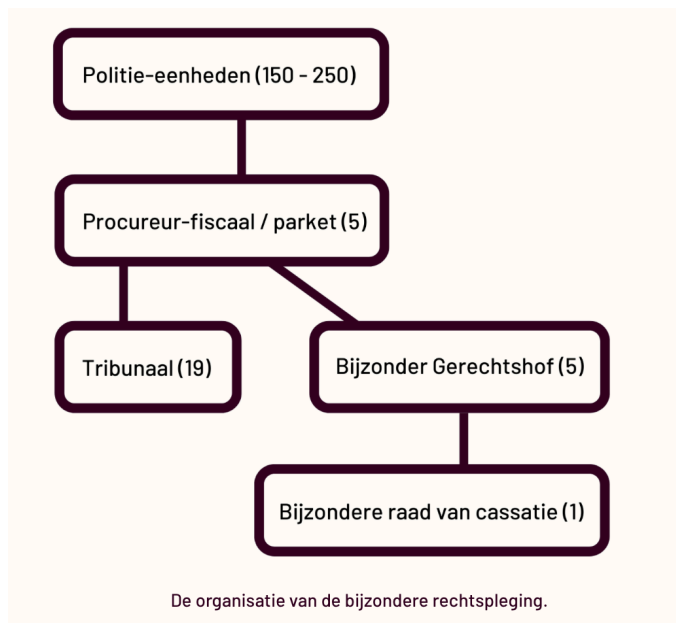 Politie-eenheden (150 - 250)
Procureur-fiscaal / parket (5)
Tribunaal (19)
Bijzonder Gerechtshof (5)
Bijzondere raad van cassatie (1)
De organisatie van de bijzondere rechtspleging.